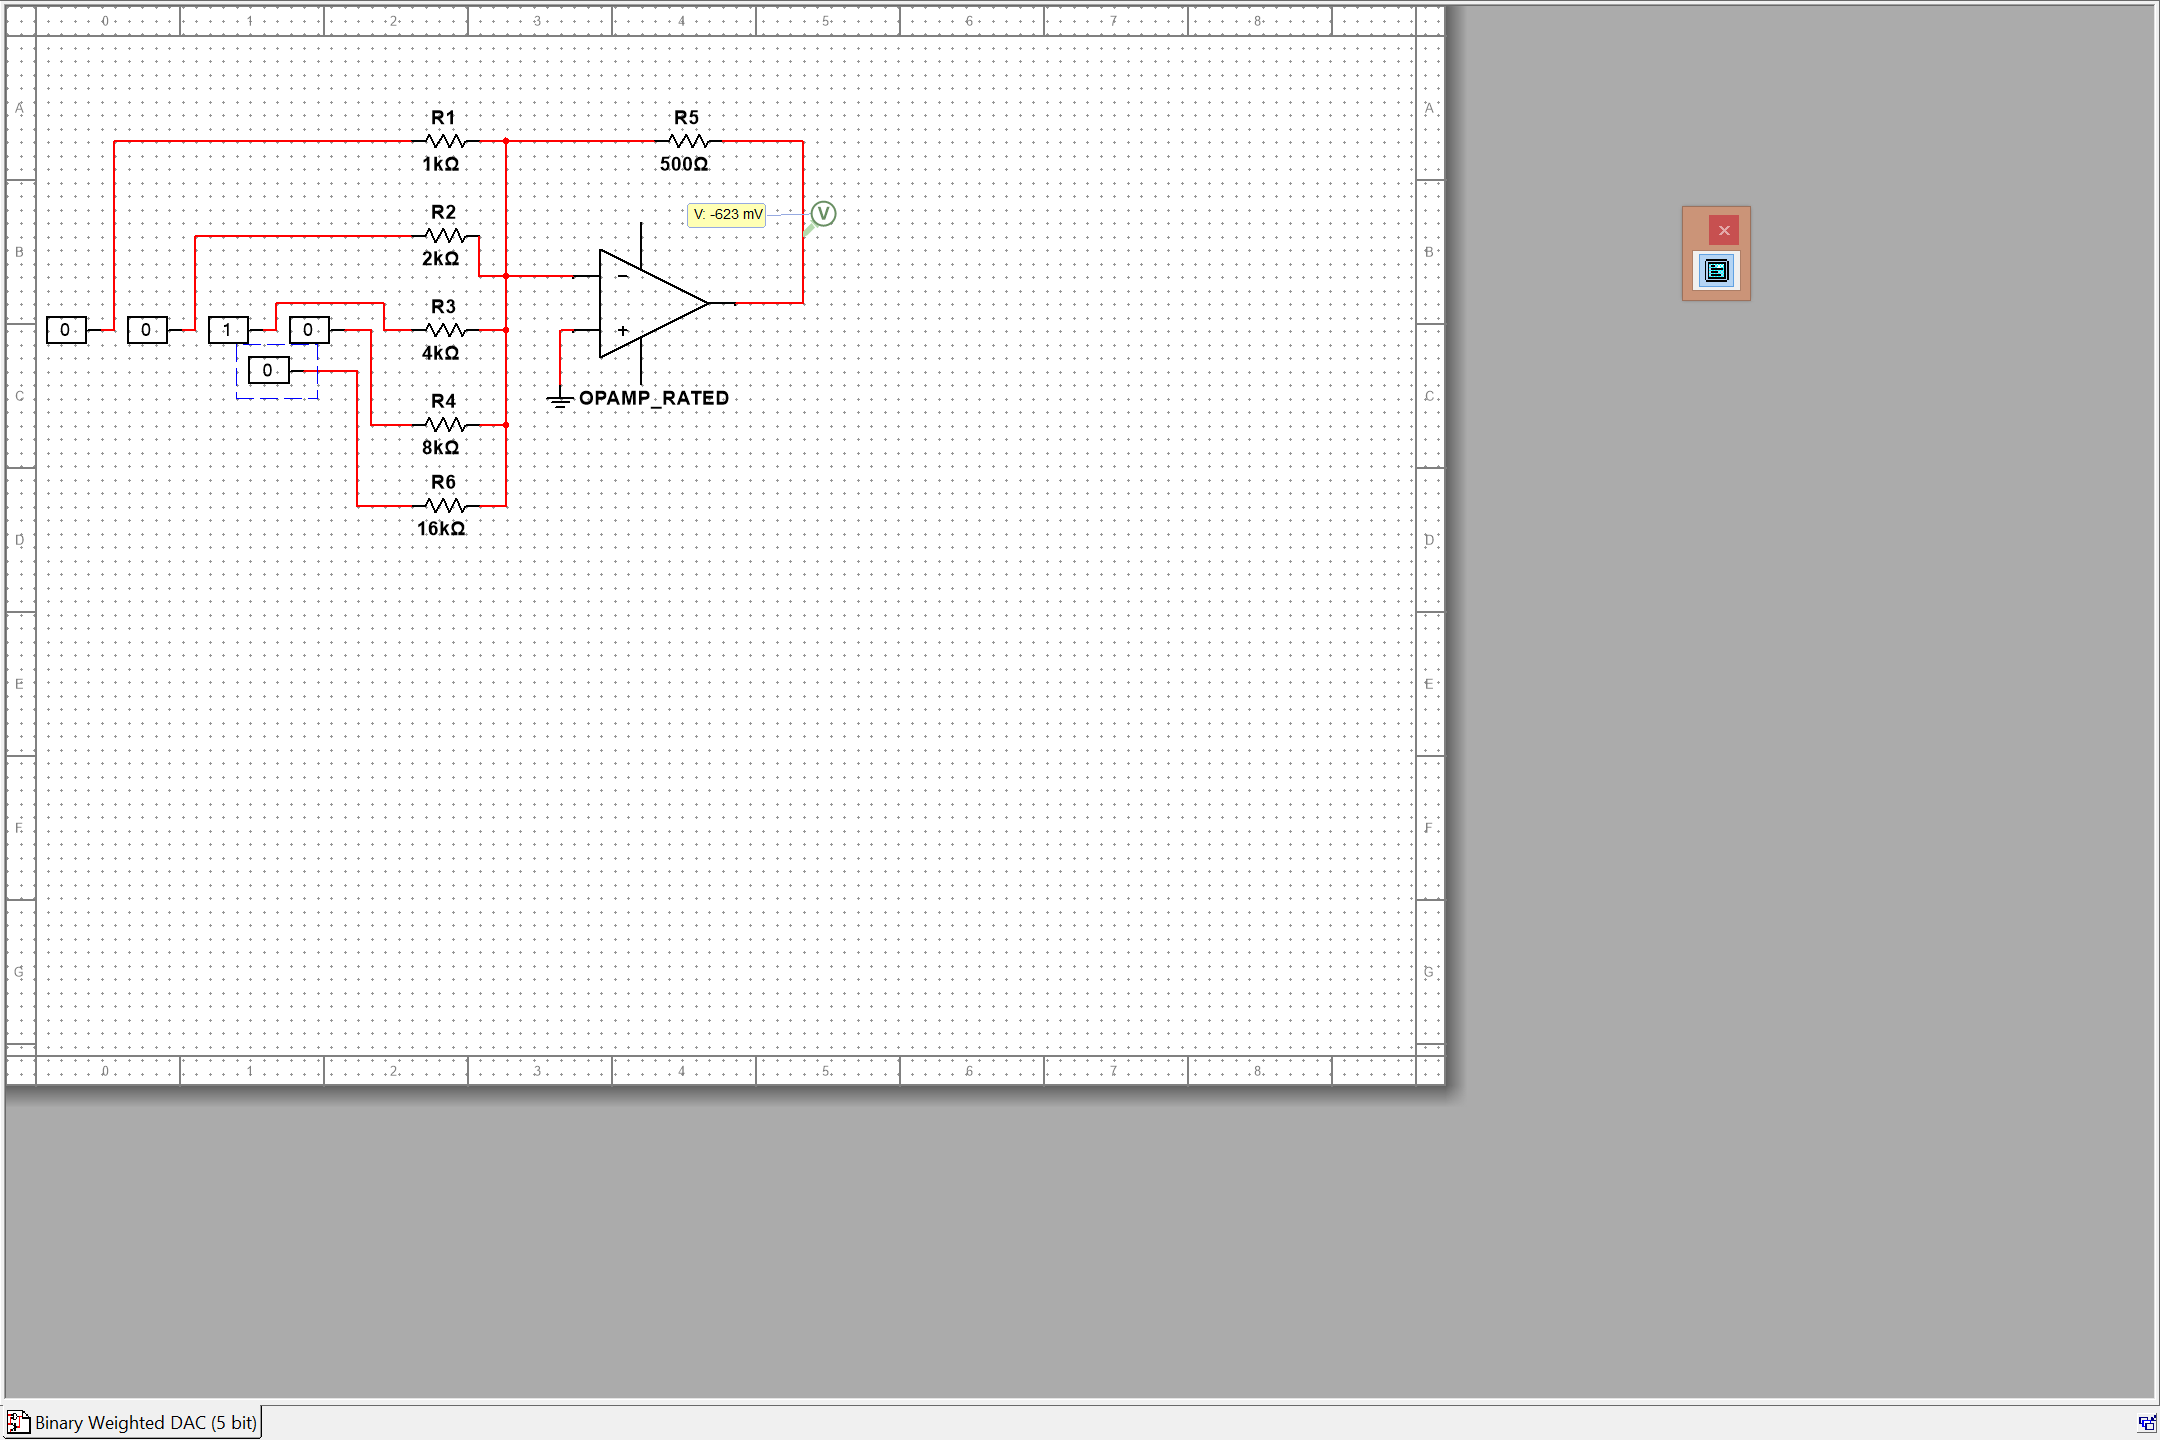 0 1 2 3 4 5 6 7 8
A A
R1 R5
1kΩ 500Ω
R2 V: -623 mV V
B B
2kΩ
−
R3
0 0 1 0 +
4kΩ
0
C C
R4 OPAMP_RATED
8kΩ
R6
16kΩ
D D
E E
F F
G G
0 1 2 3 4 5 6 7 8
Binary Weighted DAC (5 bit)